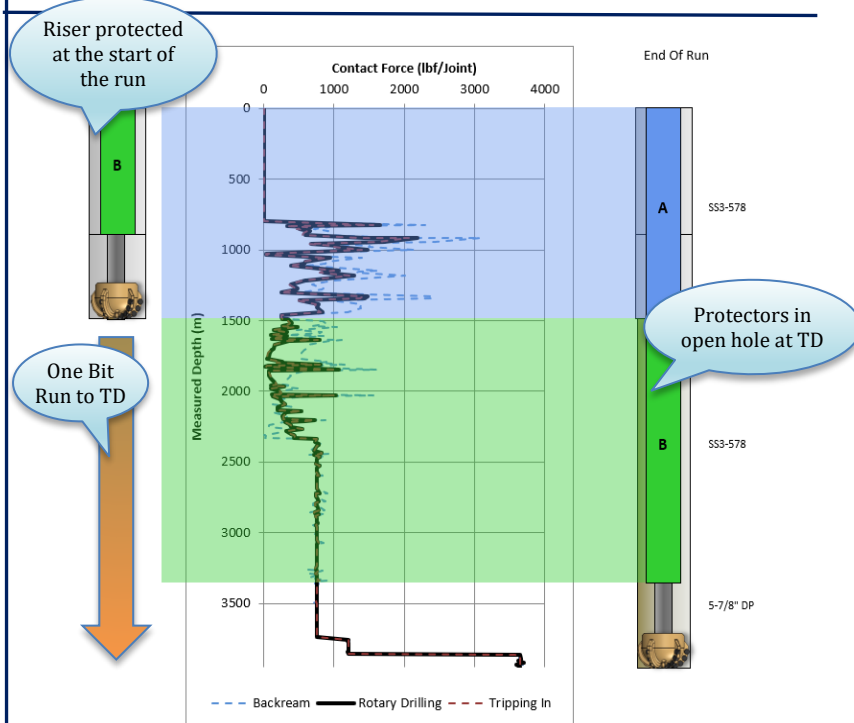 Riser protected
at the start of
the run
Contact Force (lbf/Joint)
End Of Run
0 1000 2000 3000 4000
0
500
1000
1500
2000
2500
3000
3500
Measured Depth (m)
B
A
SS3-578
Protectors in
open hole at TD
One Bit
Run to TD
B
SS3-578
5-7/8" DP
Backream Rotary Drilling Tripping In